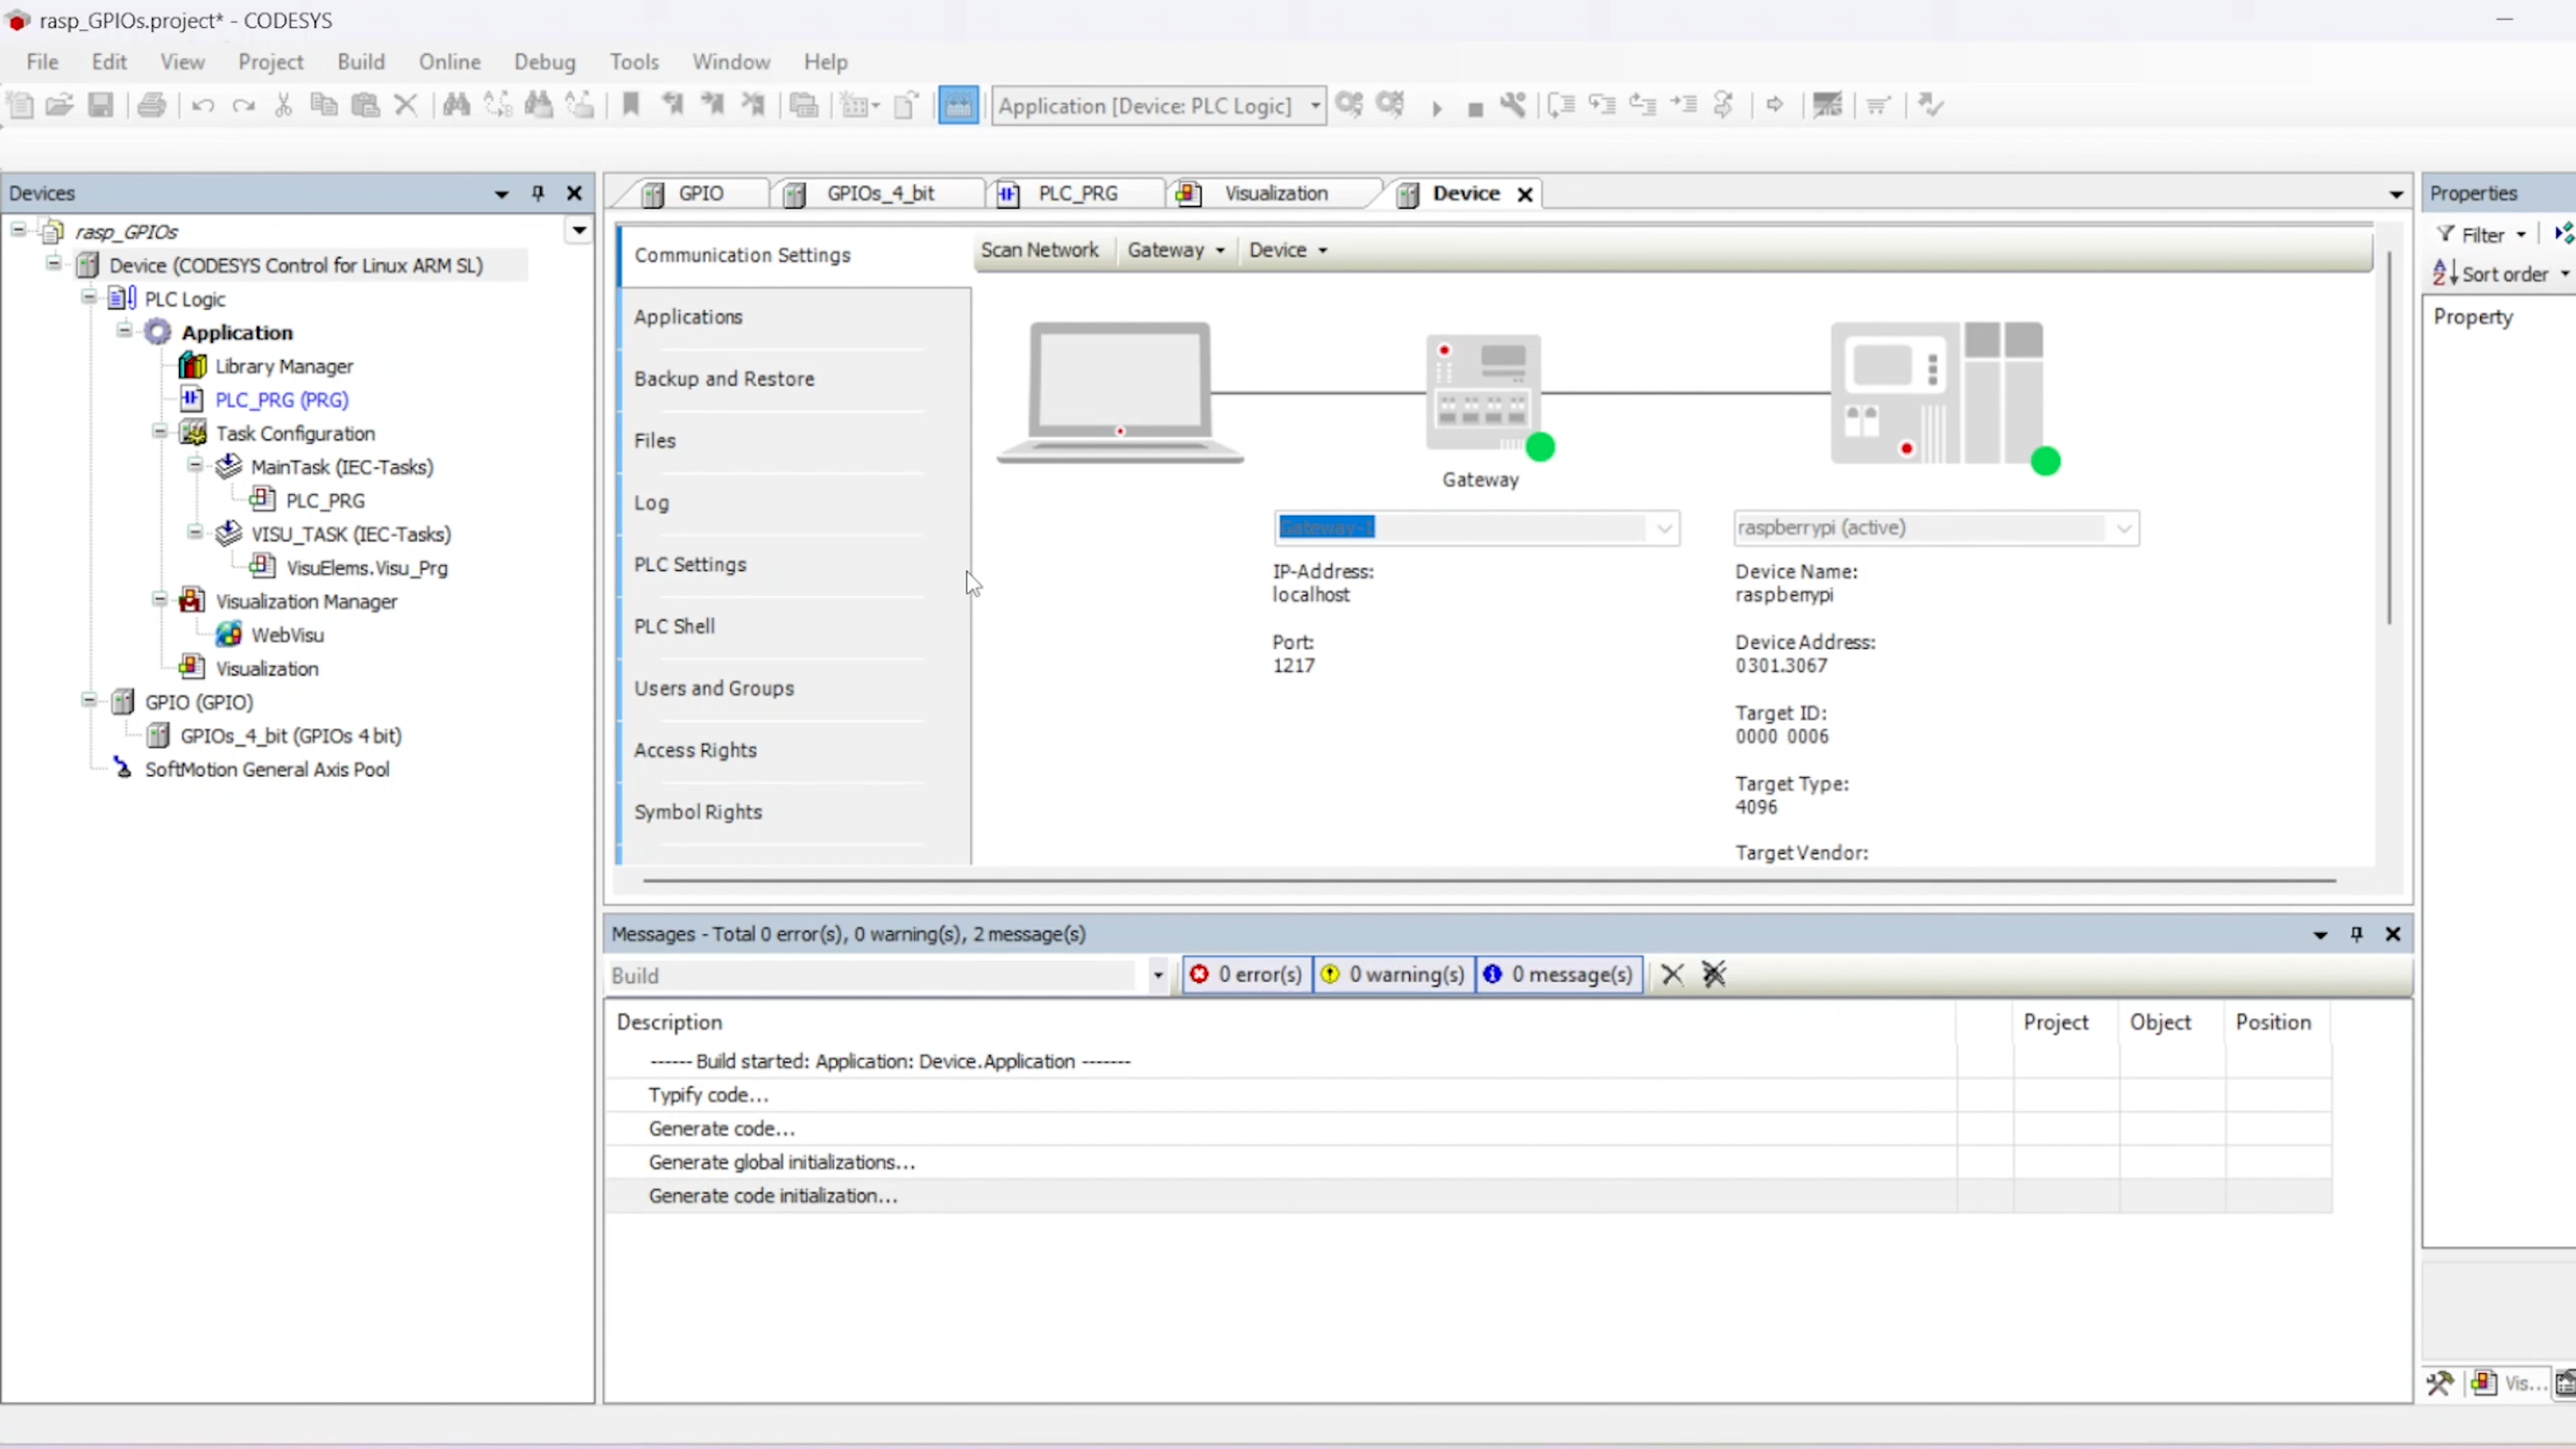 rasp_GPIOs.project* - CODESYS
File Edit View Project Build Online Debug Tools Window Help
Application [Device: PLC Logic]
Devices
rasp_GPIOs
Device (CODESYS Control for Linux ARM SL)
PLC Logic
Application
Library Manager
PLC_PRG (PRG)
Task Configuration
MainTask (IEC-Tasks)
PLC_PRG
VISU_TASK (IEC-Tasks)
VisuElems.Visu_Prg
Visualization Manager
WebVisu
Visualization
GPIO (GPIO)
GPIOs_4_bit (GPIOs 4 bit)
SoftMotion General Axis Pool
GPIO GPIOs_4_bit PLC_PRG Visualization Device
Communication Settings
Applications
Backup and Restore
Files
Log
PLC Settings
PLC Shell
Users and Groups
Access Rights
Symbol Rights
Scan Network Gateway Device
Gateway
Gateway-1
IP-Address:
localhost
Port:
1217
raspberrypi (active)
Device Name:
raspberrypi
Device Address:
0301.3067
Target ID:
0000 0006
Target Type:
4096
Target Vendor:
Properties
Filter
Sort order
Property
Messages - Total 0 error(s), 0 warning(s), 2 message(s)
Build 0 error(s) 0 warning(s) 0 message(s)
Description Project Object Position
------ Build started: Application: Device.Application -------
Typify code...
Generate code...
Generate global initializations...
Generate code initialization...
Vis...